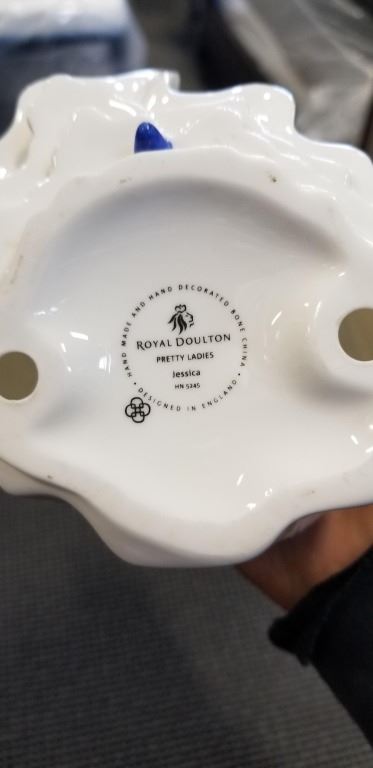 HAND MADE AND HAND DECORATED BONE CHINA
ROYAL DOULTON
PRETTY LADIES
Jessica
HN 5245
• DESIGNED IN ENGLAND •